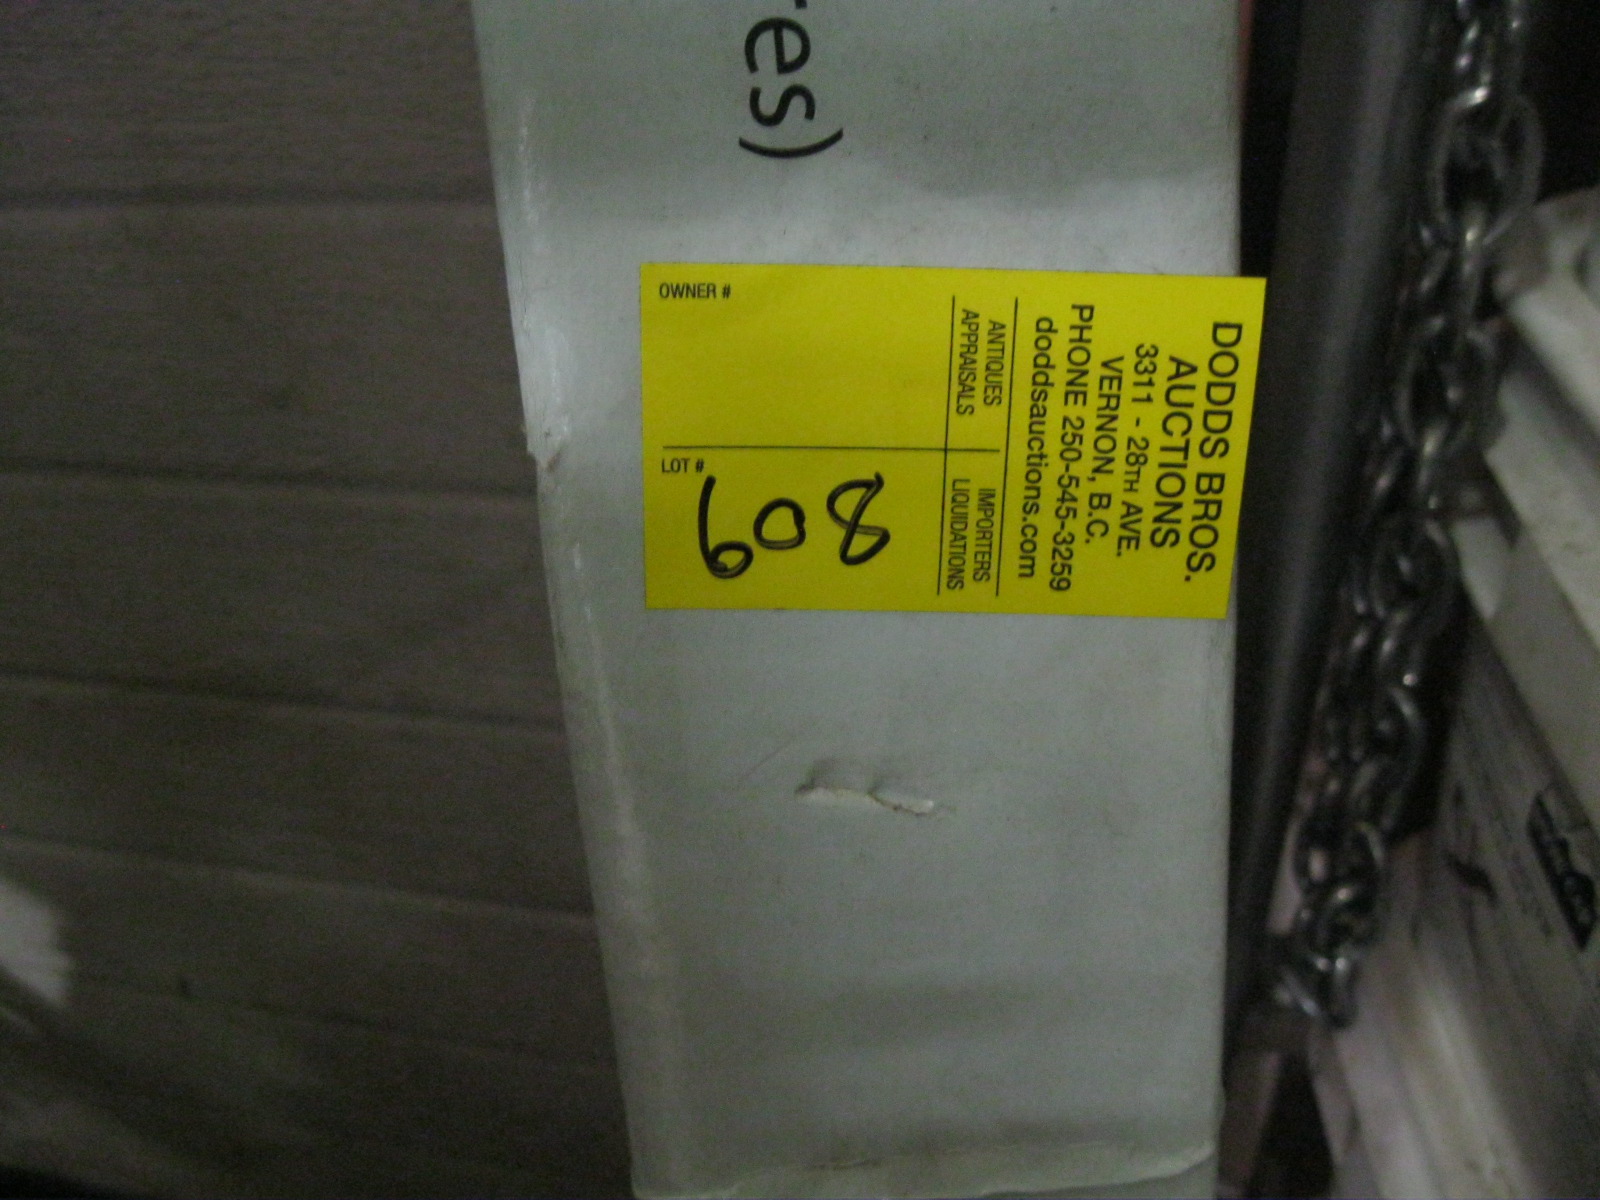 res)
DODDS BROS.
AUCTIONS
3311 - 28TH AVE.
VERNON, B.C.
PHONE 250-545-3259
doddsauctions.com
ANTIQUES IMPORTERS
APPRAISALS LIQUIDATIONS
OWNER #
LOT #
608